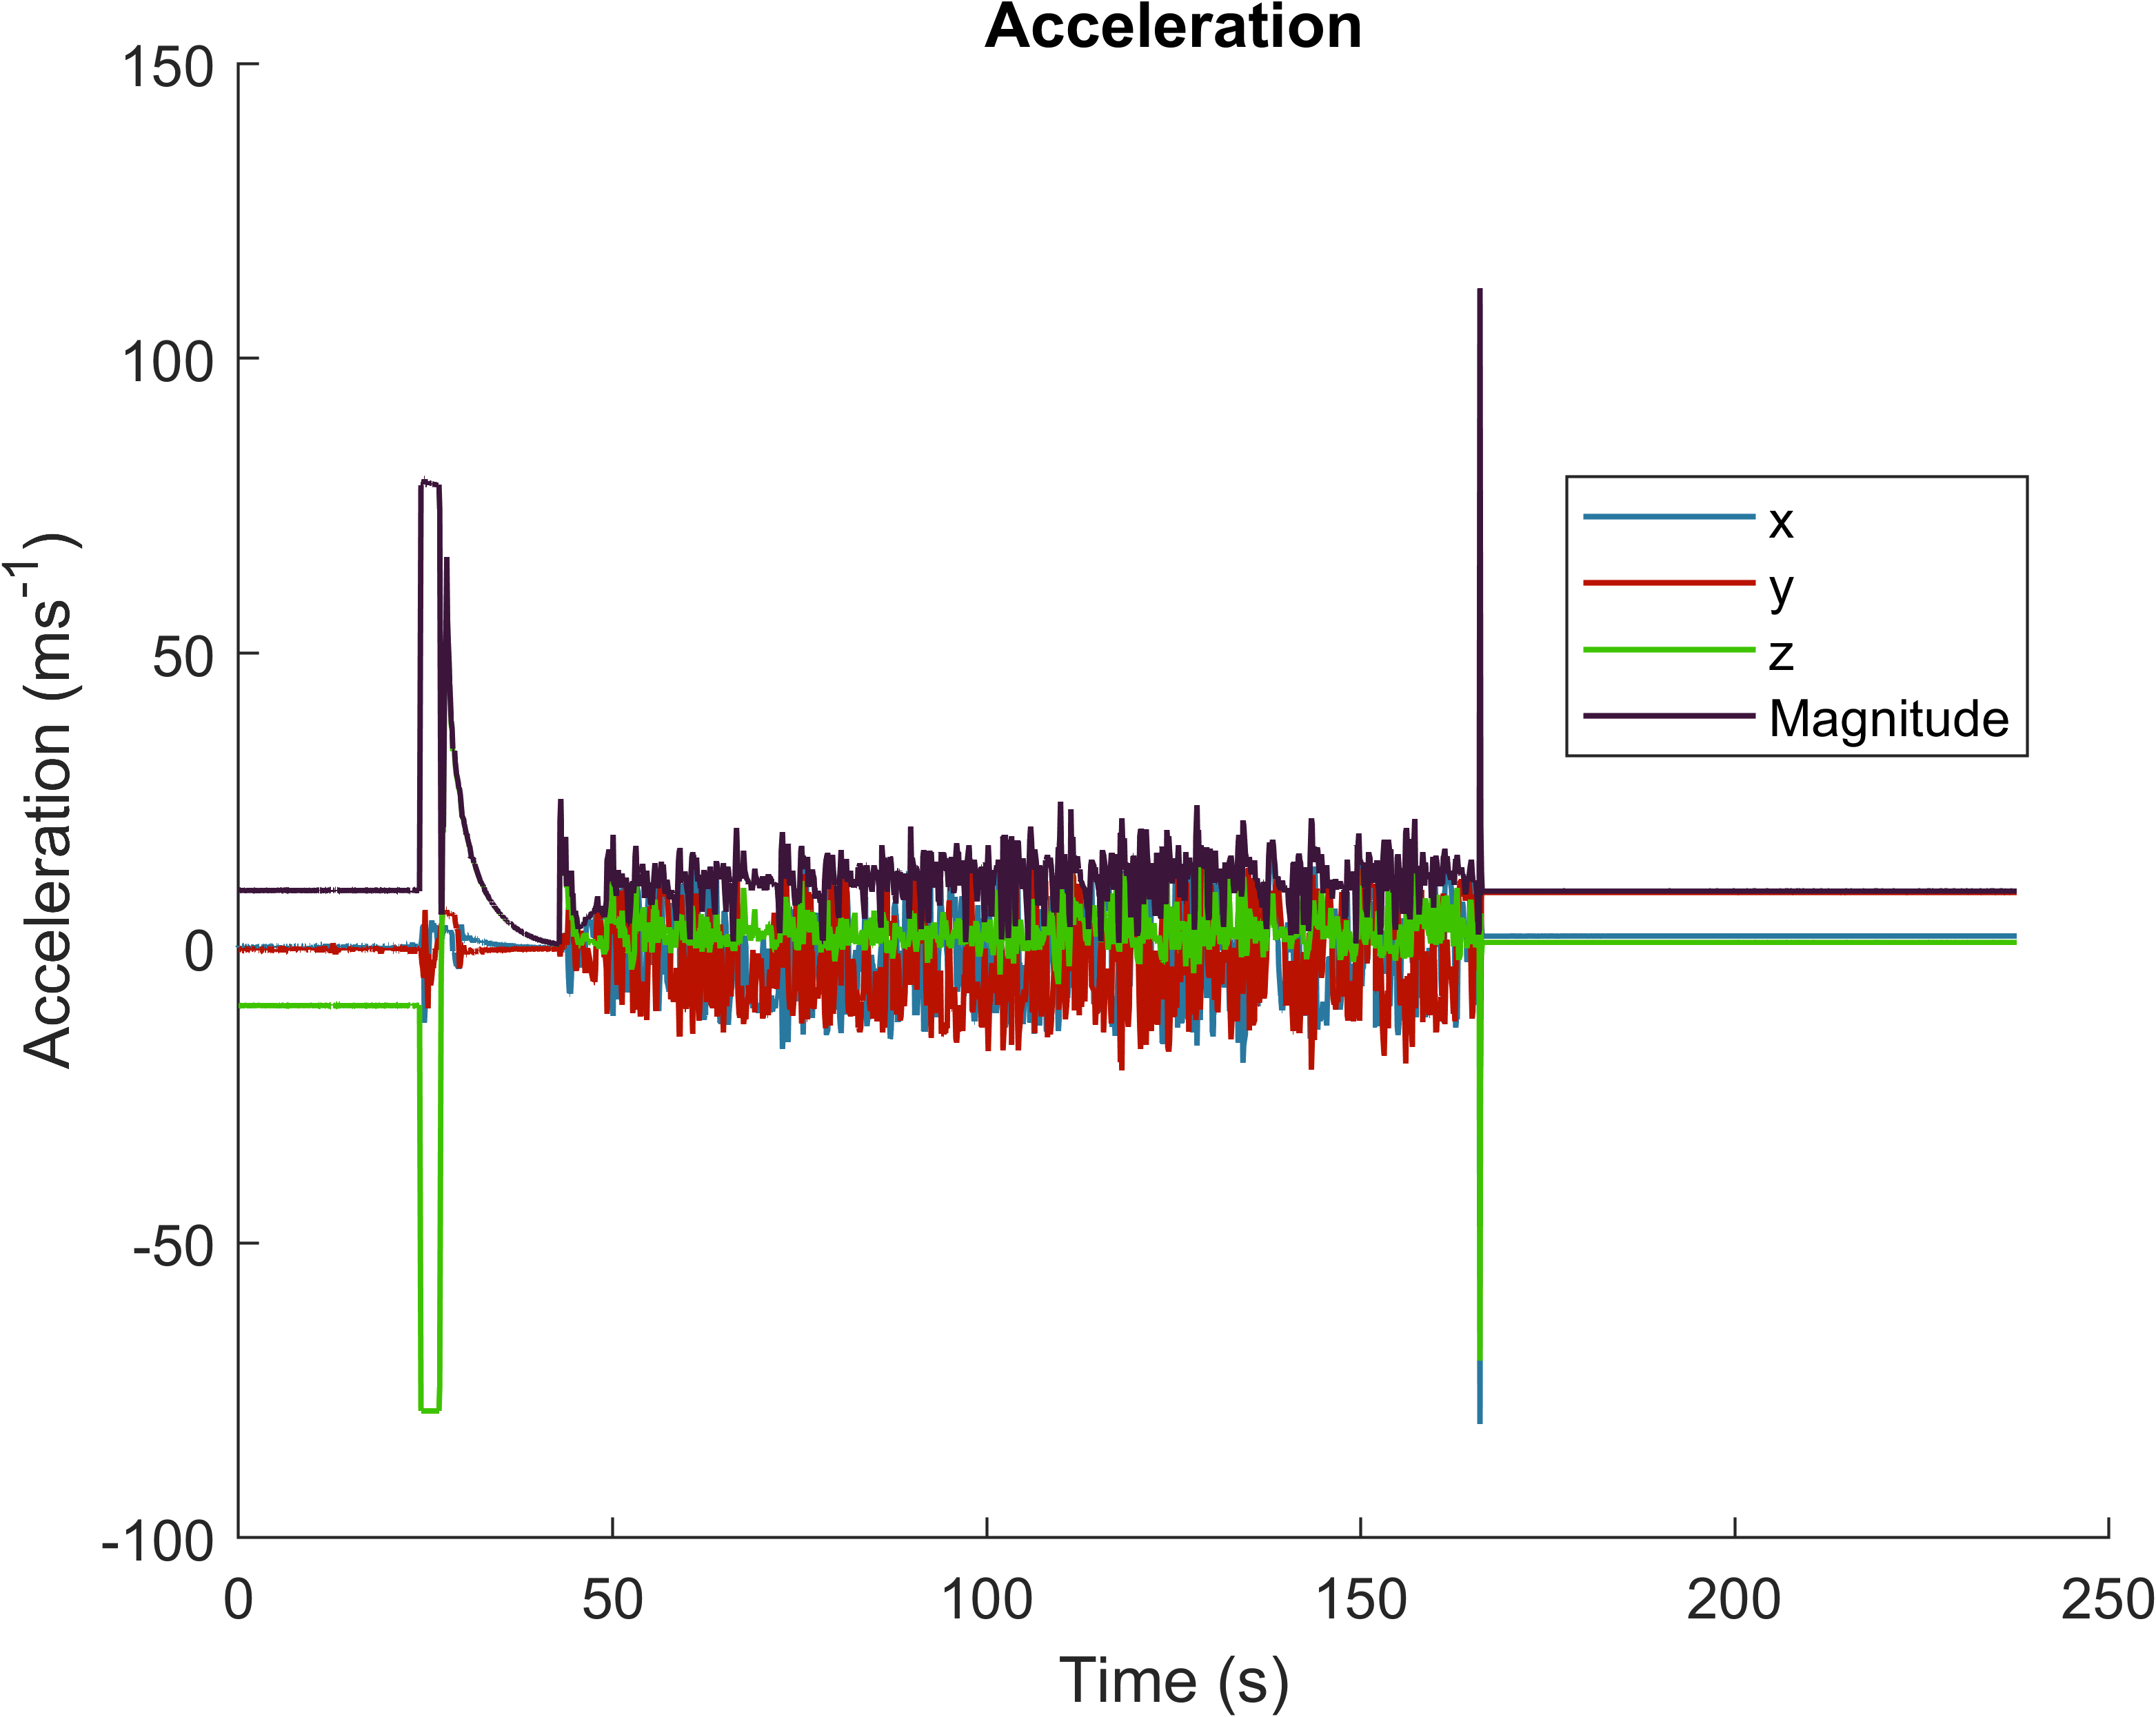 Acceleration
150
100
50
0
-50
-100
Acceleration (ms-1)
x
y
z
Magnitude
0 50 100 150 200 250
Time (s)